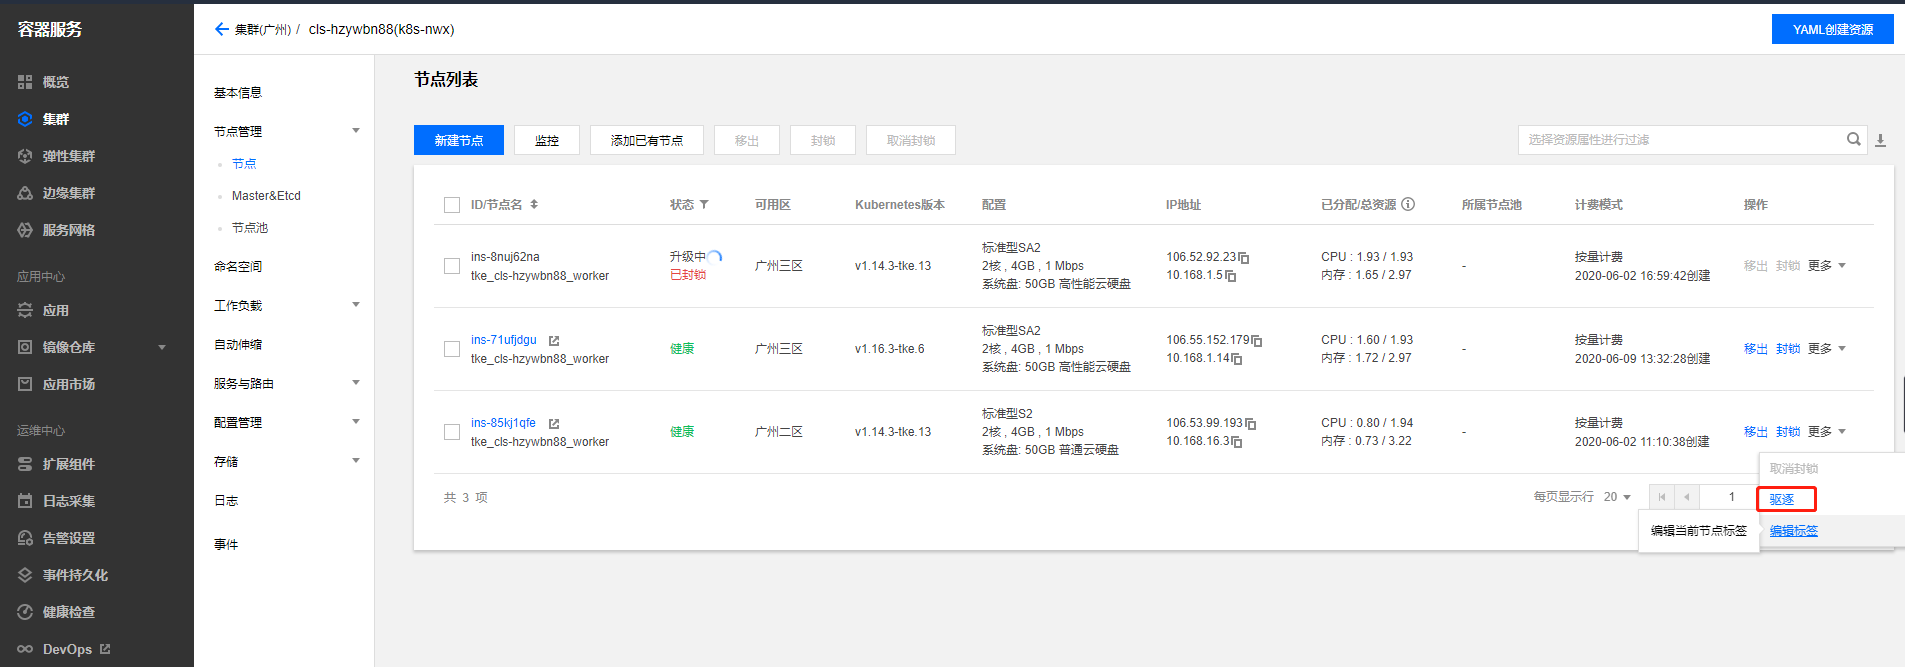 容器服务
集群(广州) / cls-hzywbn88(k8s-nwx)
YAML创建资源
概览
集群
弹性集群
边缘集群
服务网格
应用中心
应用
镜像仓库
应用市场
运维中心
扩展组件
日志采集
告警设置
事件持久化
健康检查
DevOps
基本信息
节点管理
节点
Master&Etcd
节点池
命名空间
工作负载
自动伸缩
服务与路由
配置管理
存储
日志
事件
节点列表
新建节点 监控 添加已有节点 移出 封锁 取消封锁 选择资源属性进行过滤
ID/节点名 状态 可用区 Kubernetes版本 配置 IP地址 已分配/总资源 所属节点池 计费模式 操作
ins-8nuj62na
tke_cls-hzywbn88_worker
升级中
已封锁
广州三区
v1.14.3-tke.13
标准型SA2
2核 , 4GB , 1 Mbps
系统盘: 50GB 高性能云硬盘
106.52.92.23
10.168.1.5
CPU : 1.93 / 1.93
内存 : 1.65 / 2.97
-
按量计费
2020-06-02 16:59:42创建
移出 封锁 更多
ins-71ufjdgu
tke_cls-hzywbn88_worker
健康
广州三区
v1.16.3-tke.6
标准型SA2
2核 , 4GB , 1 Mbps
系统盘: 50GB 高性能云硬盘
106.55.152.179
10.168.1.14
CPU : 1.60 / 1.93
内存 : 1.72 / 2.97
-
按量计费
2020-06-09 13:32:28创建
移出 封锁 更多
ins-85kj1qfe
tke_cls-hzywbn88_worker
健康
广州二区
v1.14.3-tke.13
标准型S2
2核 , 4GB , 1 Mbps
系统盘: 50GB 普通云硬盘
106.53.99.193
10.168.16.3
CPU : 0.80 / 1.94
内存 : 0.73 / 3.22
-
按量计费
2020-06-02 11:10:38创建
移出 封锁 更多
取消封锁
驱逐
编辑标签
编辑当前节点标签
共 3 项
每页显示行 20
1